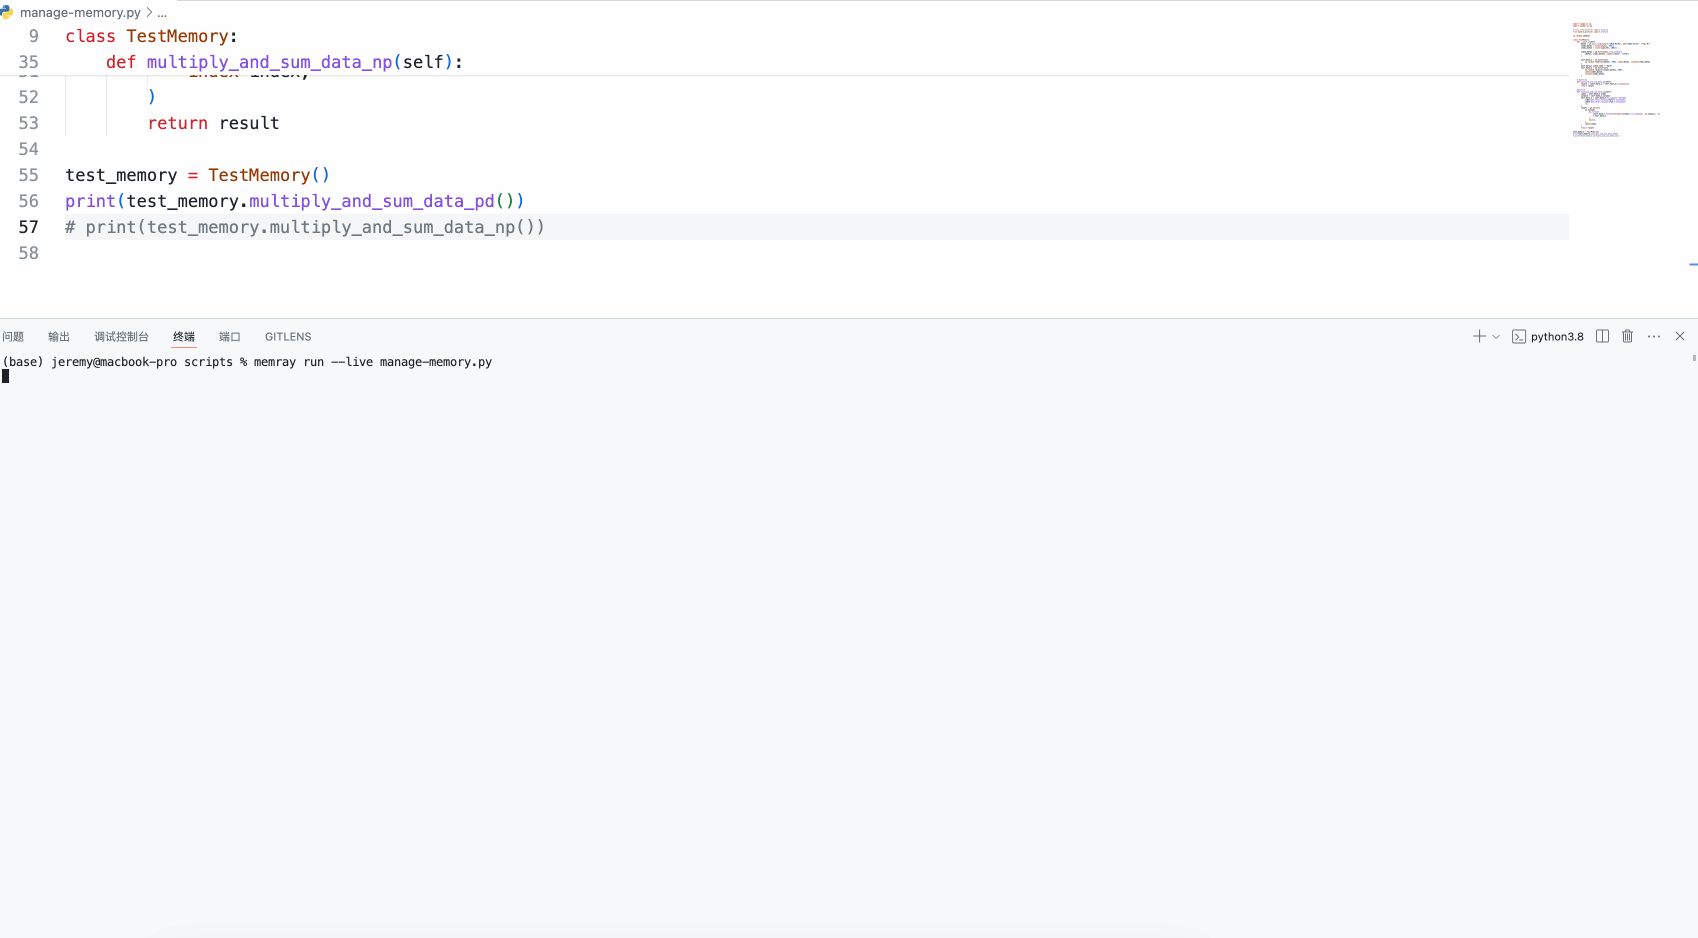 manage-memory.py > ...
9 class TestMemory:
35 def multiply_and_sum_data_np(self):
index=index,
52 )
53 return result
54
55 test_memory = TestMemory()
56 print(test_memory.multiply_and_sum_data_pd())
57 # print(test_memory.multiply_and_sum_data_np())
58
问题 输出 调试控制台 终端 端口 GITLENS python3.8
(base) jeremy@macbook-pro scripts % memray run --live manage-memory.py